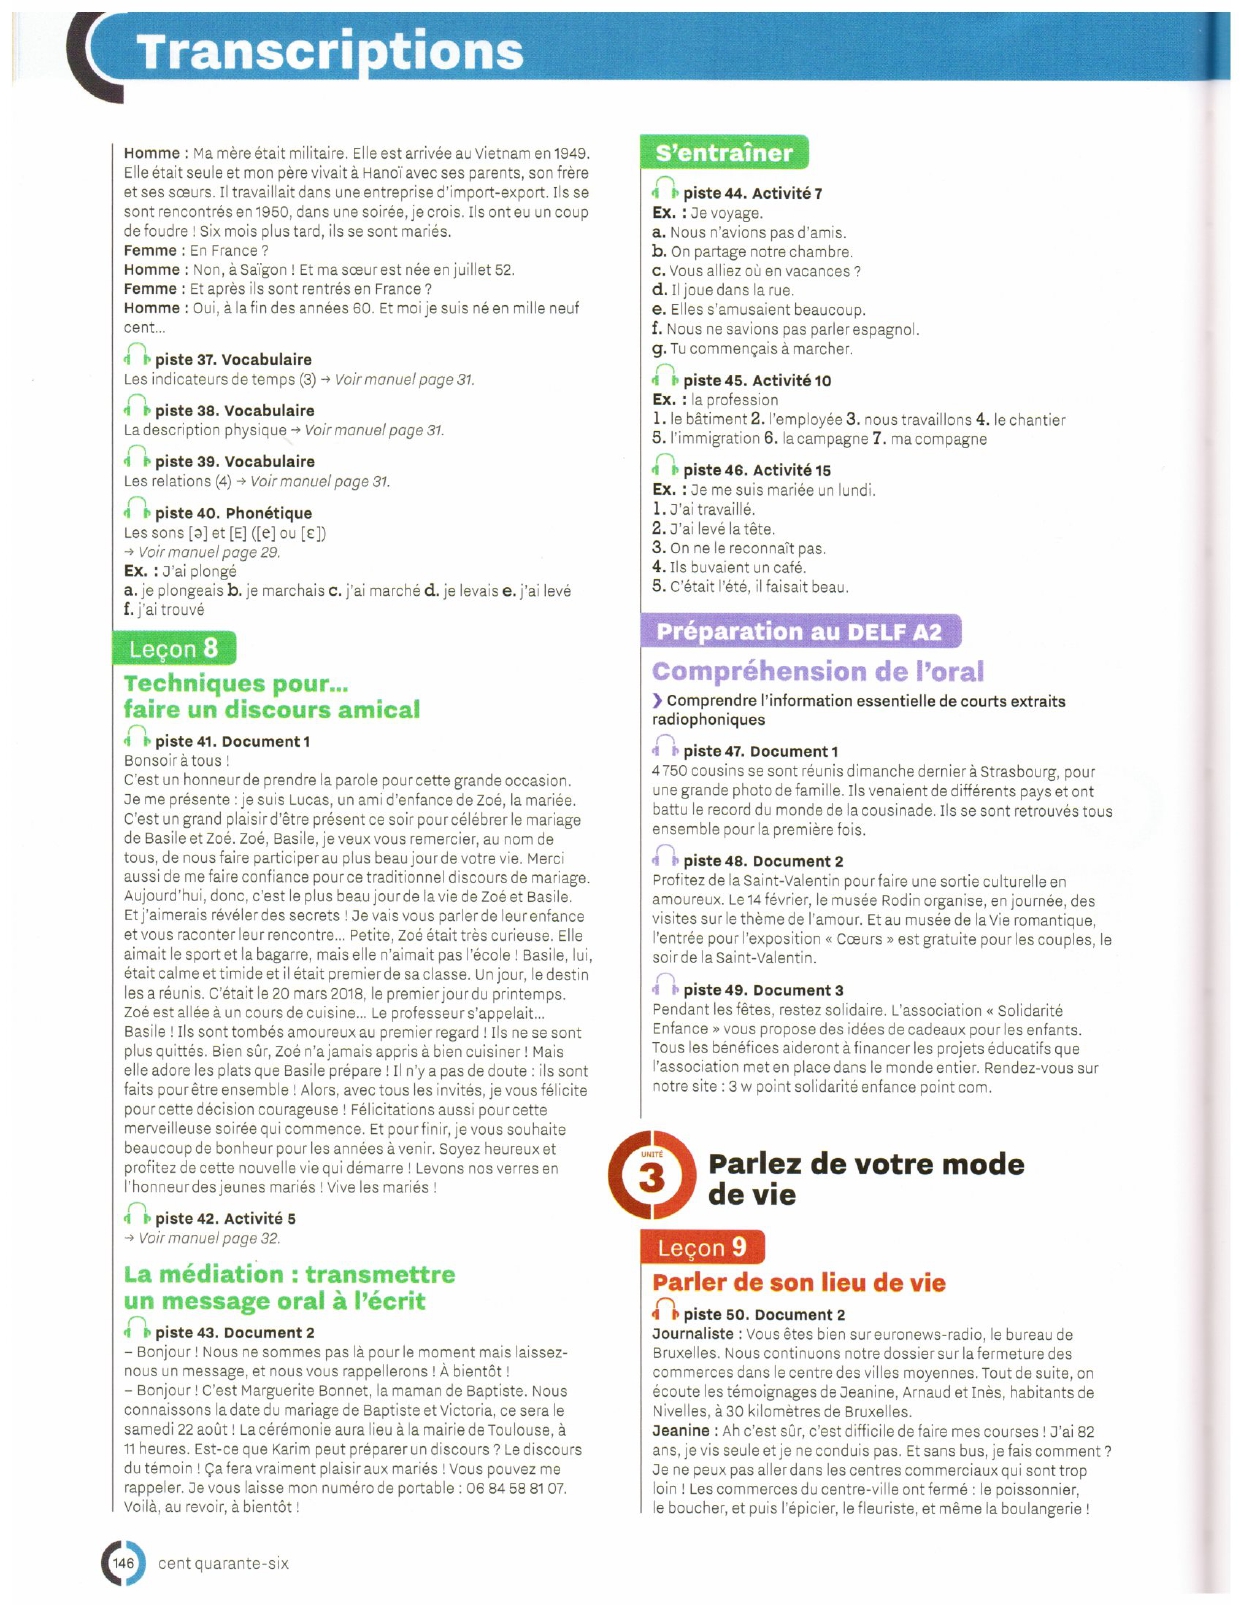 Transcriptions
Homme : Ma mère était militaire. Elle est arrivée au Vietnam en 1949.
Elle était seule et mon père vivait à Hanoï avec ses parents, son frère
et ses sœurs. Il travaillait dans une entreprise d'import-export. Ils se
sont rencontrés en 1950, dans une soirée, je crois. Ils ont eu un coup
de foudre ! Six mois plus tard, ils se sont mariés.
Femme : En France ?
Homme : Non, à Saïgon ! Et ma sœur est née en juillet 52.
Femme : Et après ils sont rentrés en France ?
Homme : Oui, à la fin des années 60. Et moi je suis né en mille neuf
cent...
piste 37. Vocabulaire
Les indicateurs de temps (3) → Voir manuel page 31.
piste 38. Vocabulaire
La description physique → Voir manuel page 31.
piste 39. Vocabulaire
Les relations (4) → Voir manuel page 31.
piste 40. Phonétique
Les sons [ə] et [E] ([e] ou [ɛ])
→ Voir manuel page 29.
Ex. : J'ai plongé
a. je plongeais b. je marchais c. j'ai marché d. je levais e. j'ai levé
f. j'ai trouvé
Leçon 8
Techniques pour...
faire un discours amical
piste 41. Document 1
Bonsoir à tous !
C'est un honneur de prendre la parole pour cette grande occasion.
Je me présente : je suis Lucas, un ami d'enfance de Zoé, la mariée.
C'est un grand plaisir d'être présent ce soir pour célébrer le mariage
de Basile et Zoé. Zoé, Basile, je veux vous remercier, au nom de
tous, de nous faire participer au plus beau jour de votre vie. Merci
aussi de me faire confiance pour ce traditionnel discours de mariage.
Aujourd'hui, donc, c'est le plus beau jour de la vie de Zoé et Basile.
Et j'aimerais révéler des secrets ! Je vais vous parler de leur enfance
et vous raconter leur rencontre... Petite, Zoé était très curieuse. Elle
aimait le sport et la bagarre, mais elle n'aimait pas l'école ! Basile, lui,
était calme et timide et il était premier de sa classe. Un jour, le destin
les a réunis. C'était le 20 mars 2018, le premier jour du printemps.
Zoé est allée à un cours de cuisine... Le professeur s'appelait...
Basile ! Ils sont tombés amoureux au premier regard ! Ils ne se sont
plus quittés. Bien sûr, Zoé n'a jamais appris à bien cuisiner ! Mais
elle adore les plats que Basile prépare ! Il n'y a pas de doute : ils sont
faits pour être ensemble ! Alors, avec tous les invités, je vous félicite
pour cette décision courageuse ! Félicitations aussi pour cette
merveilleuse soirée qui commence. Et pour finir, je vous souhaite
beaucoup de bonheur pour les années à venir. Soyez heureux et
profitez de cette nouvelle vie qui démarre ! Levons nos verres en
l'honneur des jeunes mariés ! Vive les mariés !
piste 42. Activité 5
→ Voir manuel page 32.
La médiation : transmettre
un message oral à l'écrit
piste 43. Document 2
– Bonjour ! Nous ne sommes pas là pour le moment mais laissez-
nous un message, et nous vous rappellerons ! À bientôt !
– Bonjour ! C'est Marguerite Bonnet, la maman de Baptiste. Nous
connaissons la date du mariage de Baptiste et Victoria, ce sera le
samedi 22 août ! La cérémonie aura lieu à la mairie de Toulouse, à
11 heures. Est-ce que Karim peut préparer un discours ? Le discours
du témoin ! Ça fera vraiment plaisir aux mariés ! Vous pouvez me
rappeler. Je vous laisse mon numéro de portable : 06 84 58 81 07.
Voilà, au revoir, à bientôt !
S'entraîner
piste 44. Activité 7
Ex. : Je voyage.
a. Nous n'avions pas d'amis.
b. On partage notre chambre.
c. Vous alliez où en vacances ?
d. Il joue dans la rue.
e. Elles s'amusaient beaucoup.
f. Nous ne savions pas parler espagnol.
g. Tu commençais à marcher.
piste 45. Activité 10
Ex. : la profession
1. le bâtiment 2. l'employée 3. nous travaillons 4. le chantier
5. l'immigration 6. la campagne 7. ma compagne
piste 46. Activité 15
Ex. : Je me suis mariée un lundi.
1. J'ai travaillé.
2. J'ai levé la tête.
3. On ne le reconnaît pas.
4. Ils buvaient un café.
5. C'était l'été, il faisait beau.
Préparation au DELF A2
Compréhension de l'oral
❯ Comprendre l'information essentielle de courts extraits
radiophoniques
piste 47. Document 1
4750 cousins se sont réunis dimanche dernier à Strasbourg, pour
une grande photo de famille. Ils venaient de différents pays et ont
battu le record du monde de la cousinade. Ils se sont retrouvés tous
ensemble pour la première fois.
piste 48. Document 2
Profitez de la Saint-Valentin pour faire une sortie culturelle en
amoureux. Le 14 février, le musée Rodin organise, en journée, des
visites sur le thème de l'amour. Et au musée de la Vie romantique,
l'entrée pour l'exposition « Cœurs » est gratuite pour les couples, le
soir de la Saint-Valentin.
piste 49. Document 3
Pendant les fêtes, restez solidaire. L'association « Solidarité
Enfance » vous propose des idées de cadeaux pour les enfants.
Tous les bénéfices aideront à financer les projets éducatifs que
l'association met en place dans le monde entier. Rendez-vous sur
notre site : 3 w point solidarité enfance point com.
UNITÉ
3
Parlez de votre mode
de vie
Leçon 9
Parler de son lieu de vie
piste 50. Document 2
Journaliste : Vous êtes bien sur euronews-radio, le bureau de
Bruxelles. Nous continuons notre dossier sur la fermeture des
commerces dans le centre des villes moyennes. Tout de suite, on
écoute les témoignages de Jeanine, Arnaud et Inès, habitants de
Nivelles, à 30 kilomètres de Bruxelles.
Jeanine : Ah c'est sûr, c'est difficile de faire mes courses ! J'ai 82
ans, je vis seule et je ne conduis pas. Et sans bus, je fais comment ?
Je ne peux pas aller dans les centres commerciaux qui sont trop
loin ! Les commerces du centre-ville ont fermé : le poissonnier,
le boucher, et puis l'épicier, le fleuriste, et même la boulangerie !
146 cent quarante-six